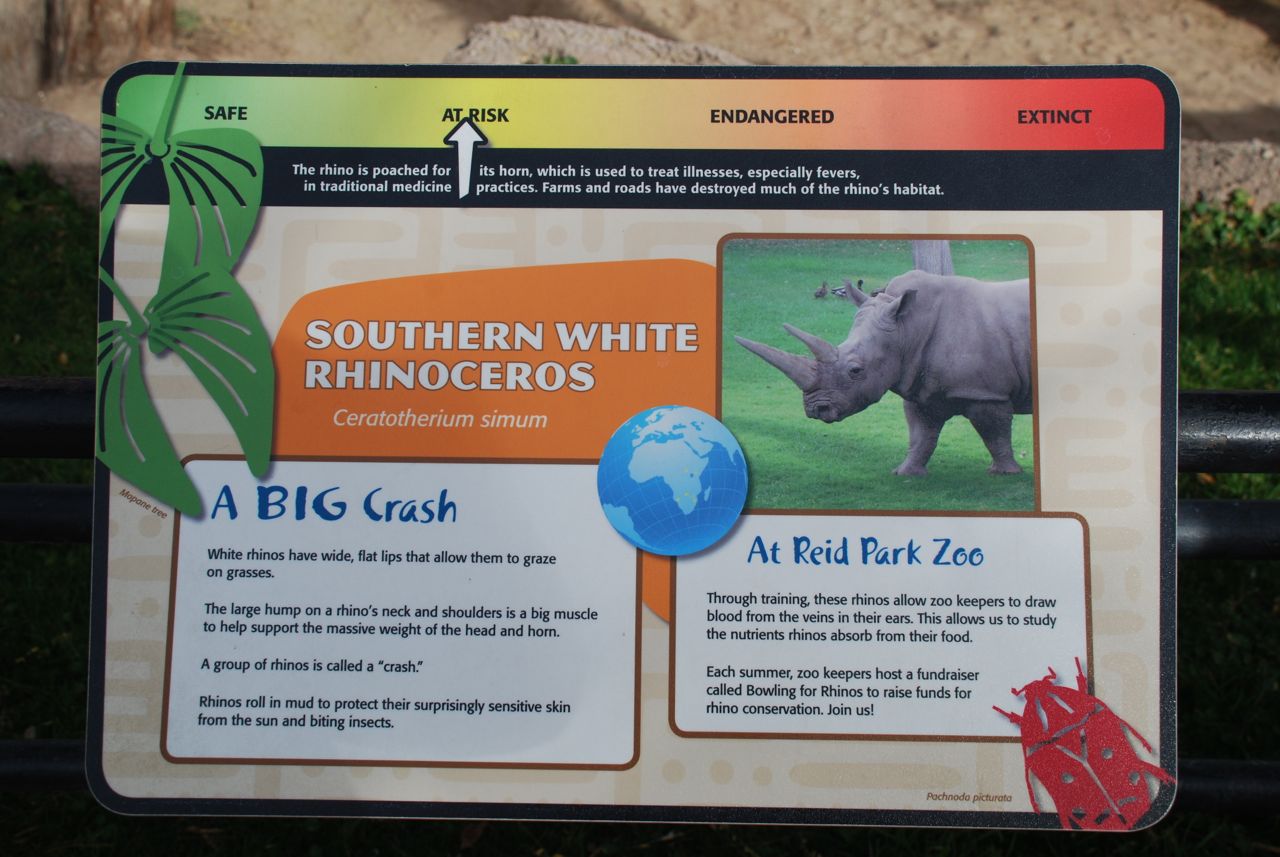 SAFE AT RISK ENDANGERED EXTINCT
The rhino is poached for its horn, which is used to treat illnesses, especially fevers,
in traditional medicine practices. Farms and roads have destroyed much of the rhino's habitat.
SOUTHERN WHITE
RHINOCEROS
Ceratotherium simum
Mopane tree
A BIG Crash
White rhinos have wide, flat lips that allow them to graze
on grasses.
The large hump on a rhino's neck and shoulders is a big muscle
to help support the massive weight of the head and horn.
A group of rhinos is called a "crash."
Rhinos roll in mud to protect their surprisingly sensitive skin
from the sun and biting insects.
At Reid Park Zoo
Through training, these rhinos allow zoo keepers to draw
blood from the veins in their ears. This allows us to study
the nutrients rhinos absorb from their food.
Each summer, zoo keepers host a fundraiser
called Bowling for Rhinos to raise funds for
rhino conservation. Join us!
Pachnoda picturata